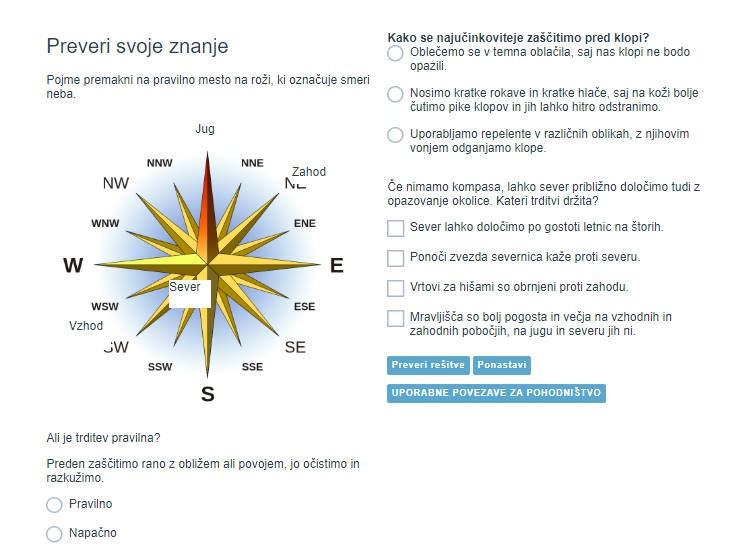 Preveri svoje znanje
Pojme premakni na pravilno mesto na roži, ki označuje smeri
neba.
Jug
NNW
NNE
Zahod
NW
WNW
ENE
W
E
Sever
WSW
ESE
Vzhod
SW
SE
SSW
SSE
S
Ali je trditev pravilna?
Preden zaščitimo rano z obližem ali povojem, jo očistimo in
razkužimo.
Pravilno
Napačno
Kako se najučinkoviteje zaščitimo pred klopi?
Oblečemo se v temna oblačila, saj nas klopi ne bodo
opazili.
Nosimo kratke rokave in kratke hlače, saj na koži bolje
čutimo pike klopov in jih lahko hitro odstranimo.
Uporabljamo repelente v različnih oblikah, z njihovim
vonjem odganjamo klope.
Če nimamo kompasa, lahko sever približno določimo tudi z
opazovanje okolice. Kateri trditvi držita?
Sever lahko določimo po gostoti letnic na štorih.
Ponoči zvezda severnica kaže proti severu.
Vrtovi za hišami so obrnjeni proti zahodu.
Mravljišča so bolj pogosta in večja na vzhodnih in
zahodnih pobočjih, na jugu in severu jih ni.
Preveri rešitve
Ponastavi
UPORABNE POVEZAVE ZA POHODNIŠTVO